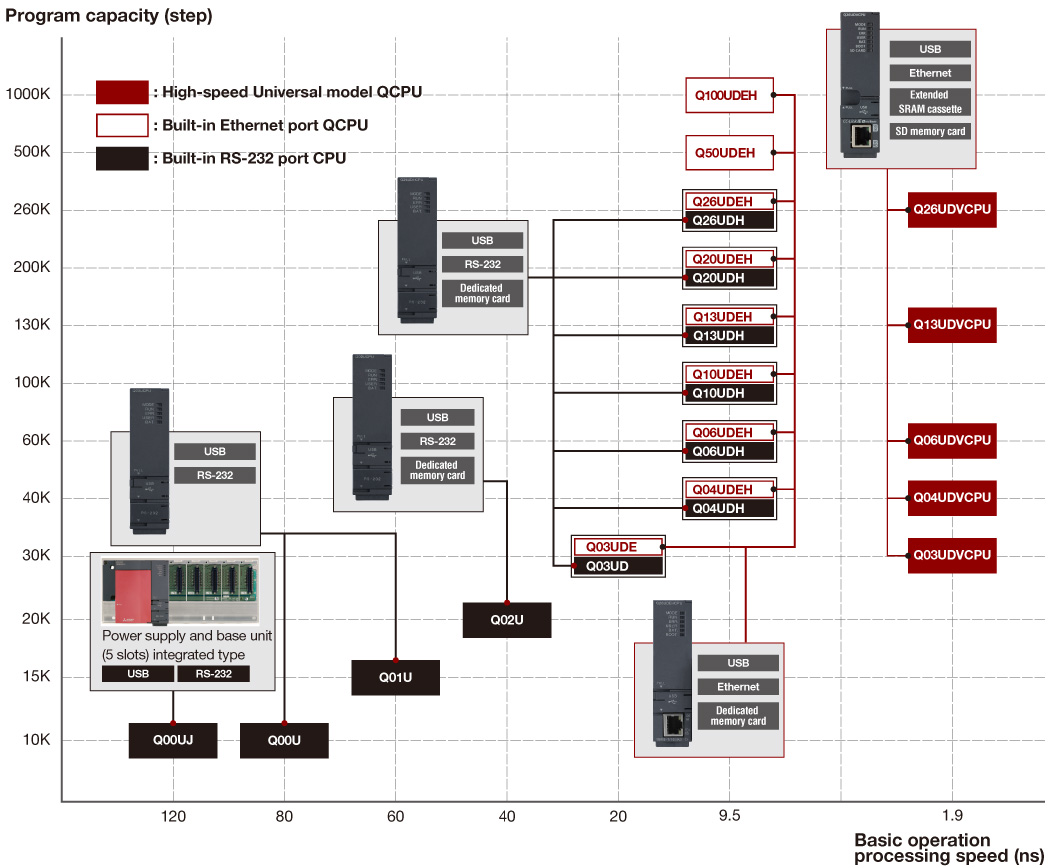 Program capacity (step)
1000K
500K
260K
200K
130K
100K
60K
40K
30K
20K
15K
10K
: High-speed Universal model QCPU
: Built-in Ethernet port QCPU
: Built-in RS-232 port CPU
USB
Ethernet
Extended
SRAM cassette
SD memory card
Q100UDEH
Q50UDEH
Q26UDEH
Q26UDH
Q20UDEH
Q20UDH
Q13UDEH
Q13UDH
Q10UDEH
Q10UDH
Q06UDEH
Q06UDH
Q04UDEH
Q04UDH
Q03UDE
Q03UD
Q26UDVCPU
Q13UDVCPU
Q06UDVCPU
Q04UDVCPU
Q03UDVCPU
USB
RS-232
Dedicated
memory card
USB
RS-232
Dedicated
memory card
USB
RS-232
Power supply and base unit
(5 slots) integrated type
USB
RS-232
Q02U
Q01U
Q00UJ
Q00U
USB
Ethernet
Dedicated
memory card
120
80
60
40
20
9.5
1.9
Basic operation
processing speed (ns)